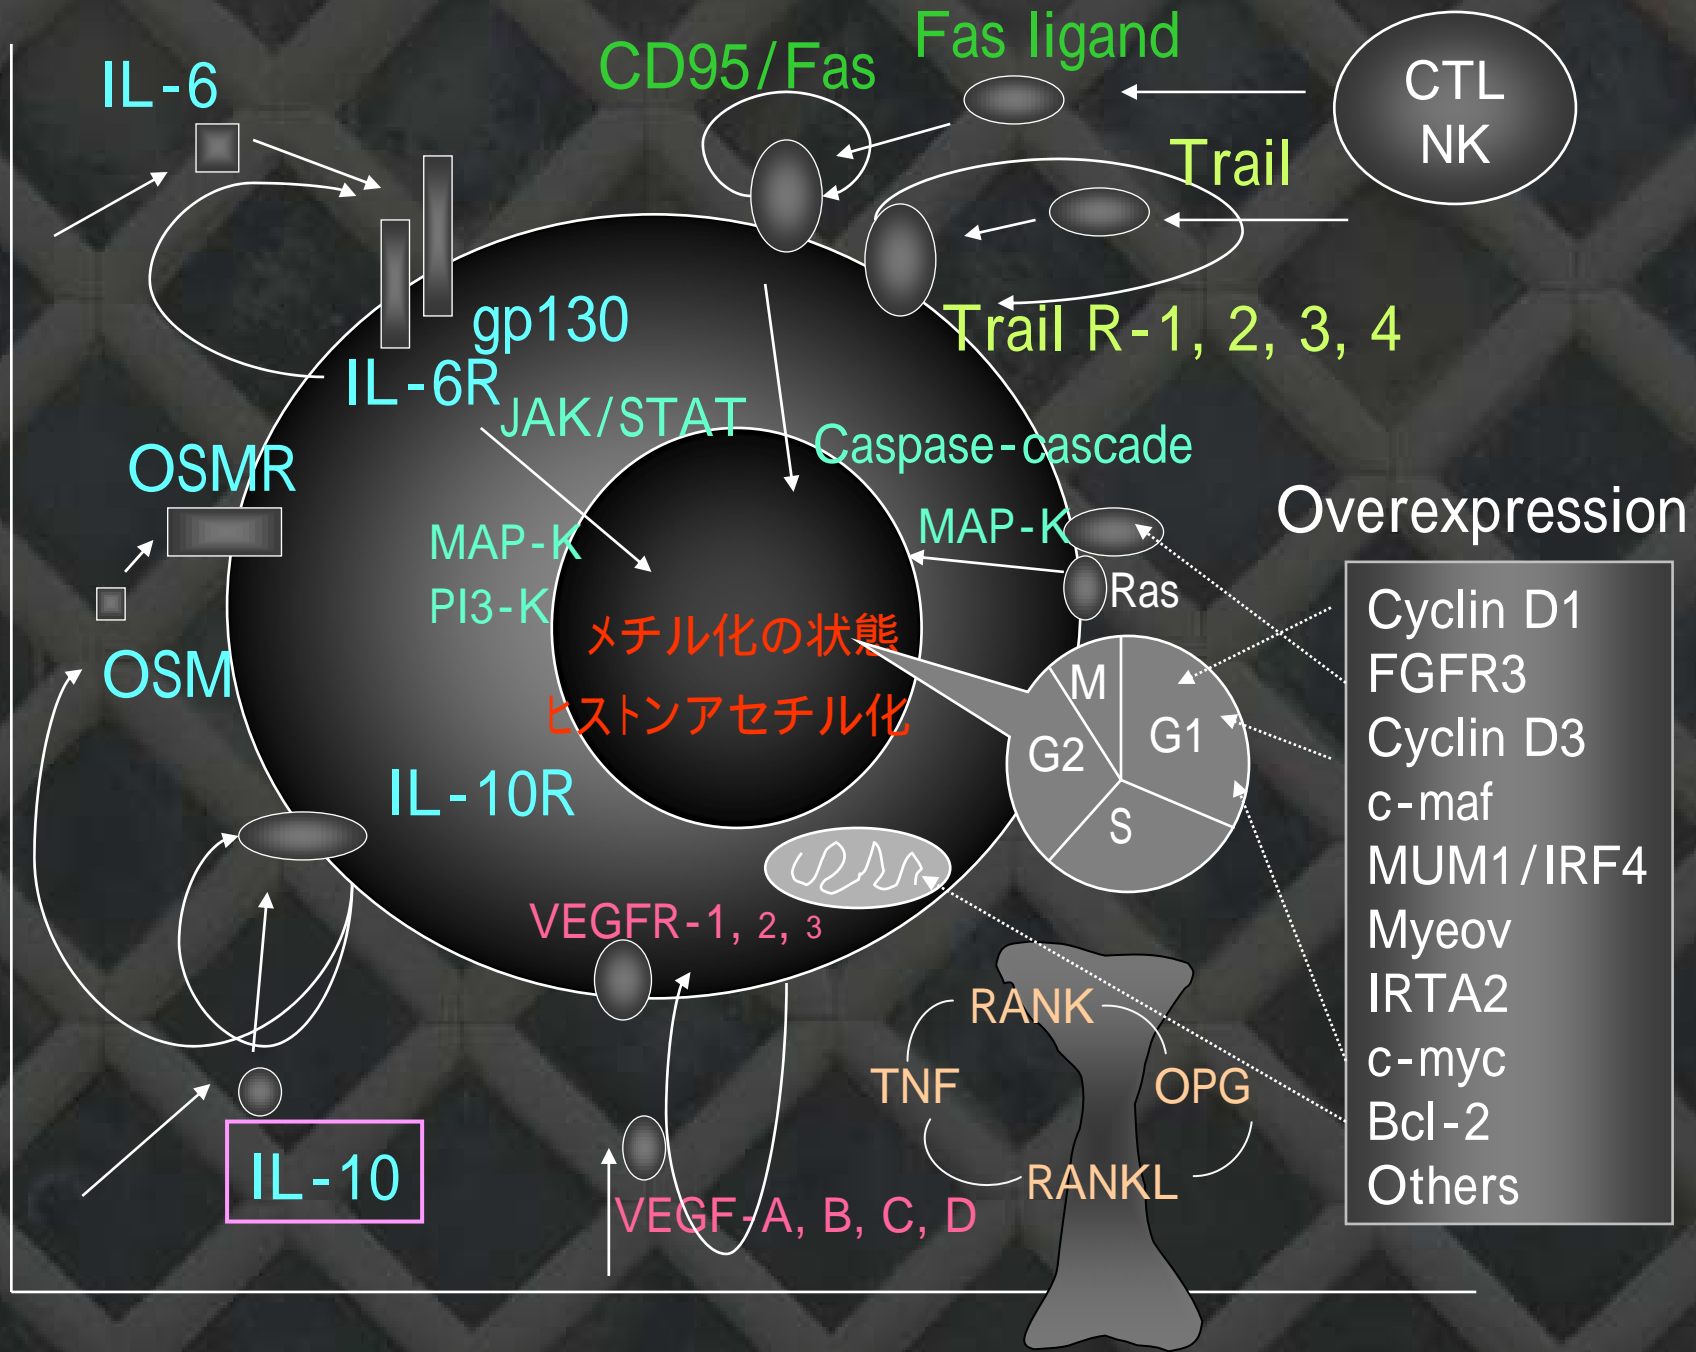 Fas ligand
CD95/Fas
IL-6
CTL
NK
Trail
gp130
Trail R-1, 2, 3, 4
IL-6R
JAK/STAT
Caspase-cascade
OSMR
Overexpression
MAP-K
MAP-K
PI3-K
Ras
メチル化の状態
OSM
ヒストンアセチル化
M
G1
G2
S
IL-10R
VEGFR-1, 2, 3
Cyclin D1
FGFR3
Cyclin D3
c-maf
MUM1/IRF4
Myeov
IRTA2
c-myc
Bcl-2
Others
RANK
TNF
OPG
RANKL
IL-10
VEGF-A, B, C, D